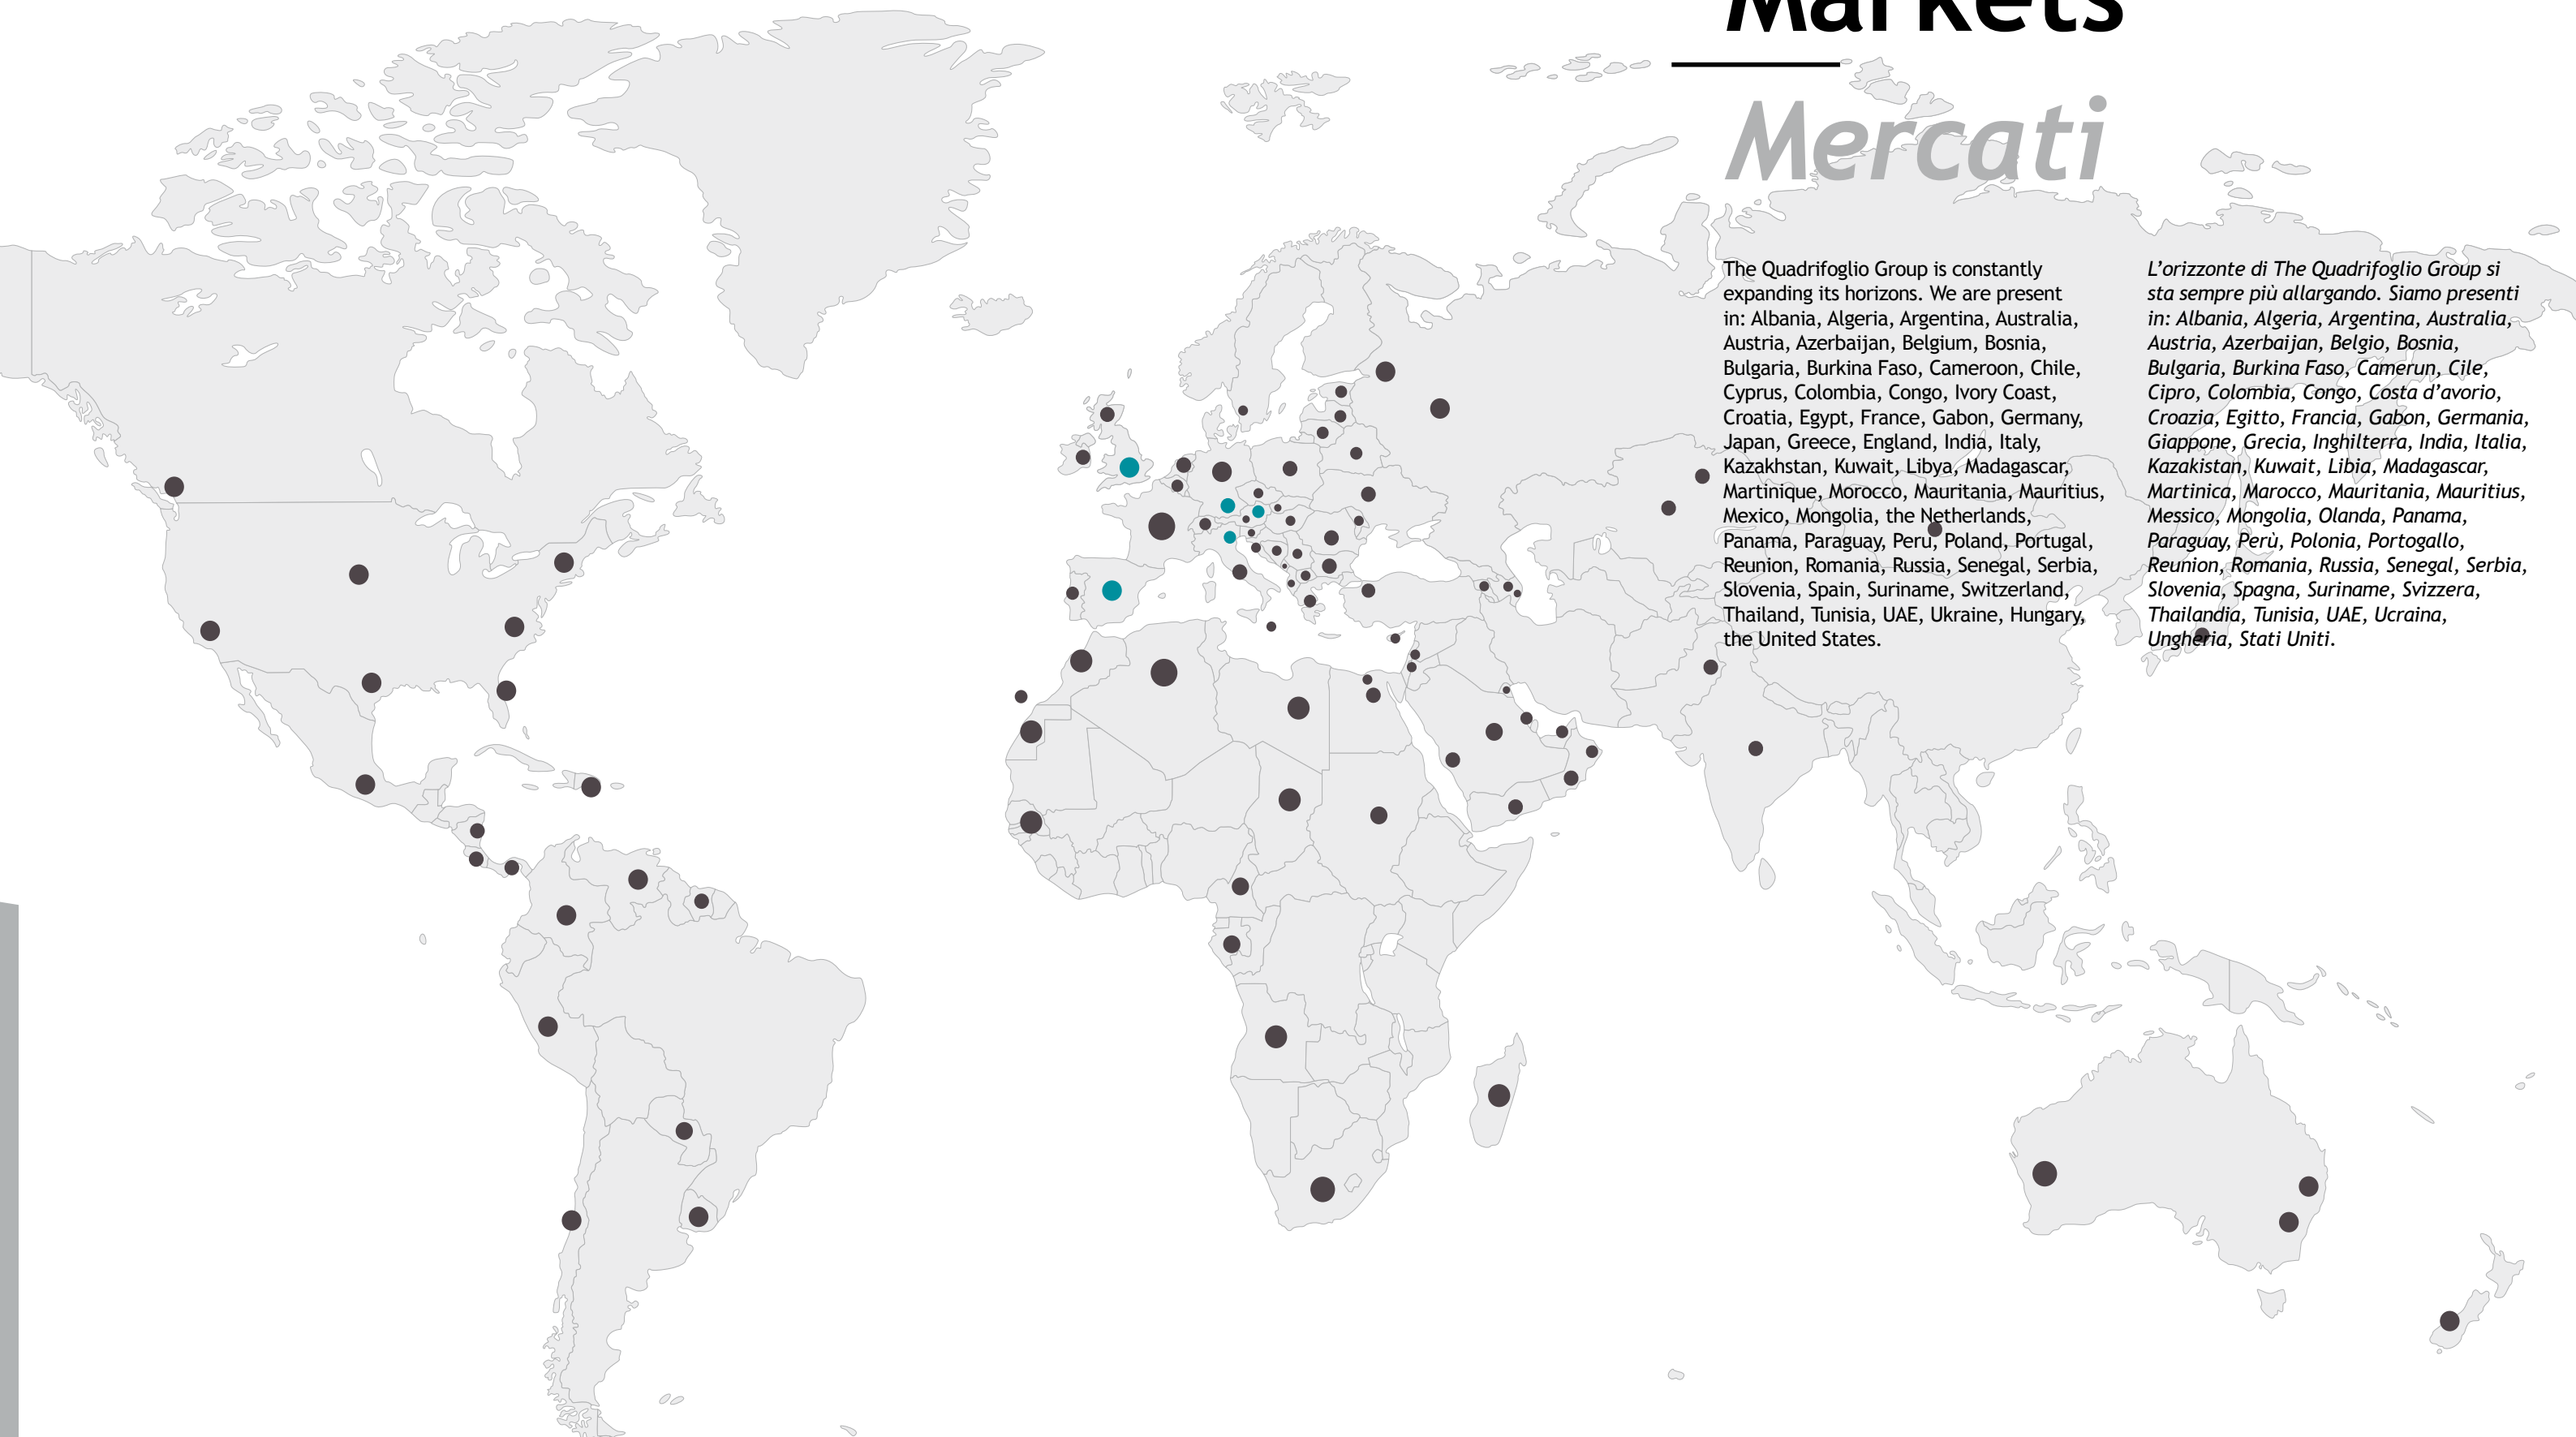 Markets
Mercati
The Quadrifoglio Group is constantly
expanding its horizons. We are present
in: Albania, Algeria, Argentina, Australia,
Austria, Azerbaijan, Belgium, Bosnia,
Bulgaria, Burkina Faso, Cameroon, Chile,
Cyprus, Colombia, Congo, Ivory Coast,
Croatia, Egypt, France, Gabon, Germany,
Japan, Greece, England, India, Italy,
Kazakhstan, Kuwait, Libya, Madagascar,
Martinique, Morocco, Mauritania, Mauritius,
Mexico, Mongolia, the Netherlands,
Panama, Paraguay, Peru, Poland, Portugal,
Reunion, Romania, Russia, Senegal, Serbia,
Slovenia, Spain, Suriname, Switzerland,
Thailand, Tunisia, UAE, Ukraine, Hungary,
the United States.
L’orizzonte di The Quadrifoglio Group si
sta sempre più allargando. Siamo presenti
in: Albania, Algeria, Argentina, Australia,
Austria, Azerbaijan, Belgio, Bosnia,
Bulgaria, Burkina Faso, Camerun, Cile,
Cipro, Colombia, Congo, Costa d’avorio,
Croazia, Egitto, Francia, Gabon, Germania,
Giappone, Grecia, Inghilterra, India, Italia,
Kazakistan, Kuwait, Libia, Madagascar,
Martinica, Marocco, Mauritania, Mauritius,
Messico, Mongolia, Olanda, Panama,
Paraguay, Perù, Polonia, Portogallo,
Reunion, Romania, Russia, Senegal, Serbia,
Slovenia, Spagna, Suriname, Svizzera,
Thailandia, Tunisia, UAE, Ucraina,
Ungheria, Stati Uniti.